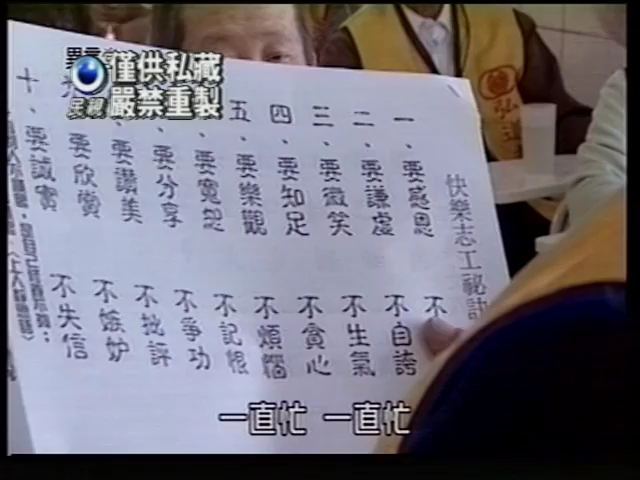 民視
僅供私藏
嚴禁重製
快樂志工祕訣
一、要感恩 不
二、要謙虛 不自誇
三、要微笑 不生氣
四、要知足 不貪心
五、要樂觀 不煩惱
、要寬恕 不記恨
、要分享 不爭功
、要讚美 不批評
、要欣賞 不嫉妒
十、要誠實 不失信
弘道
一直忙 一直忙